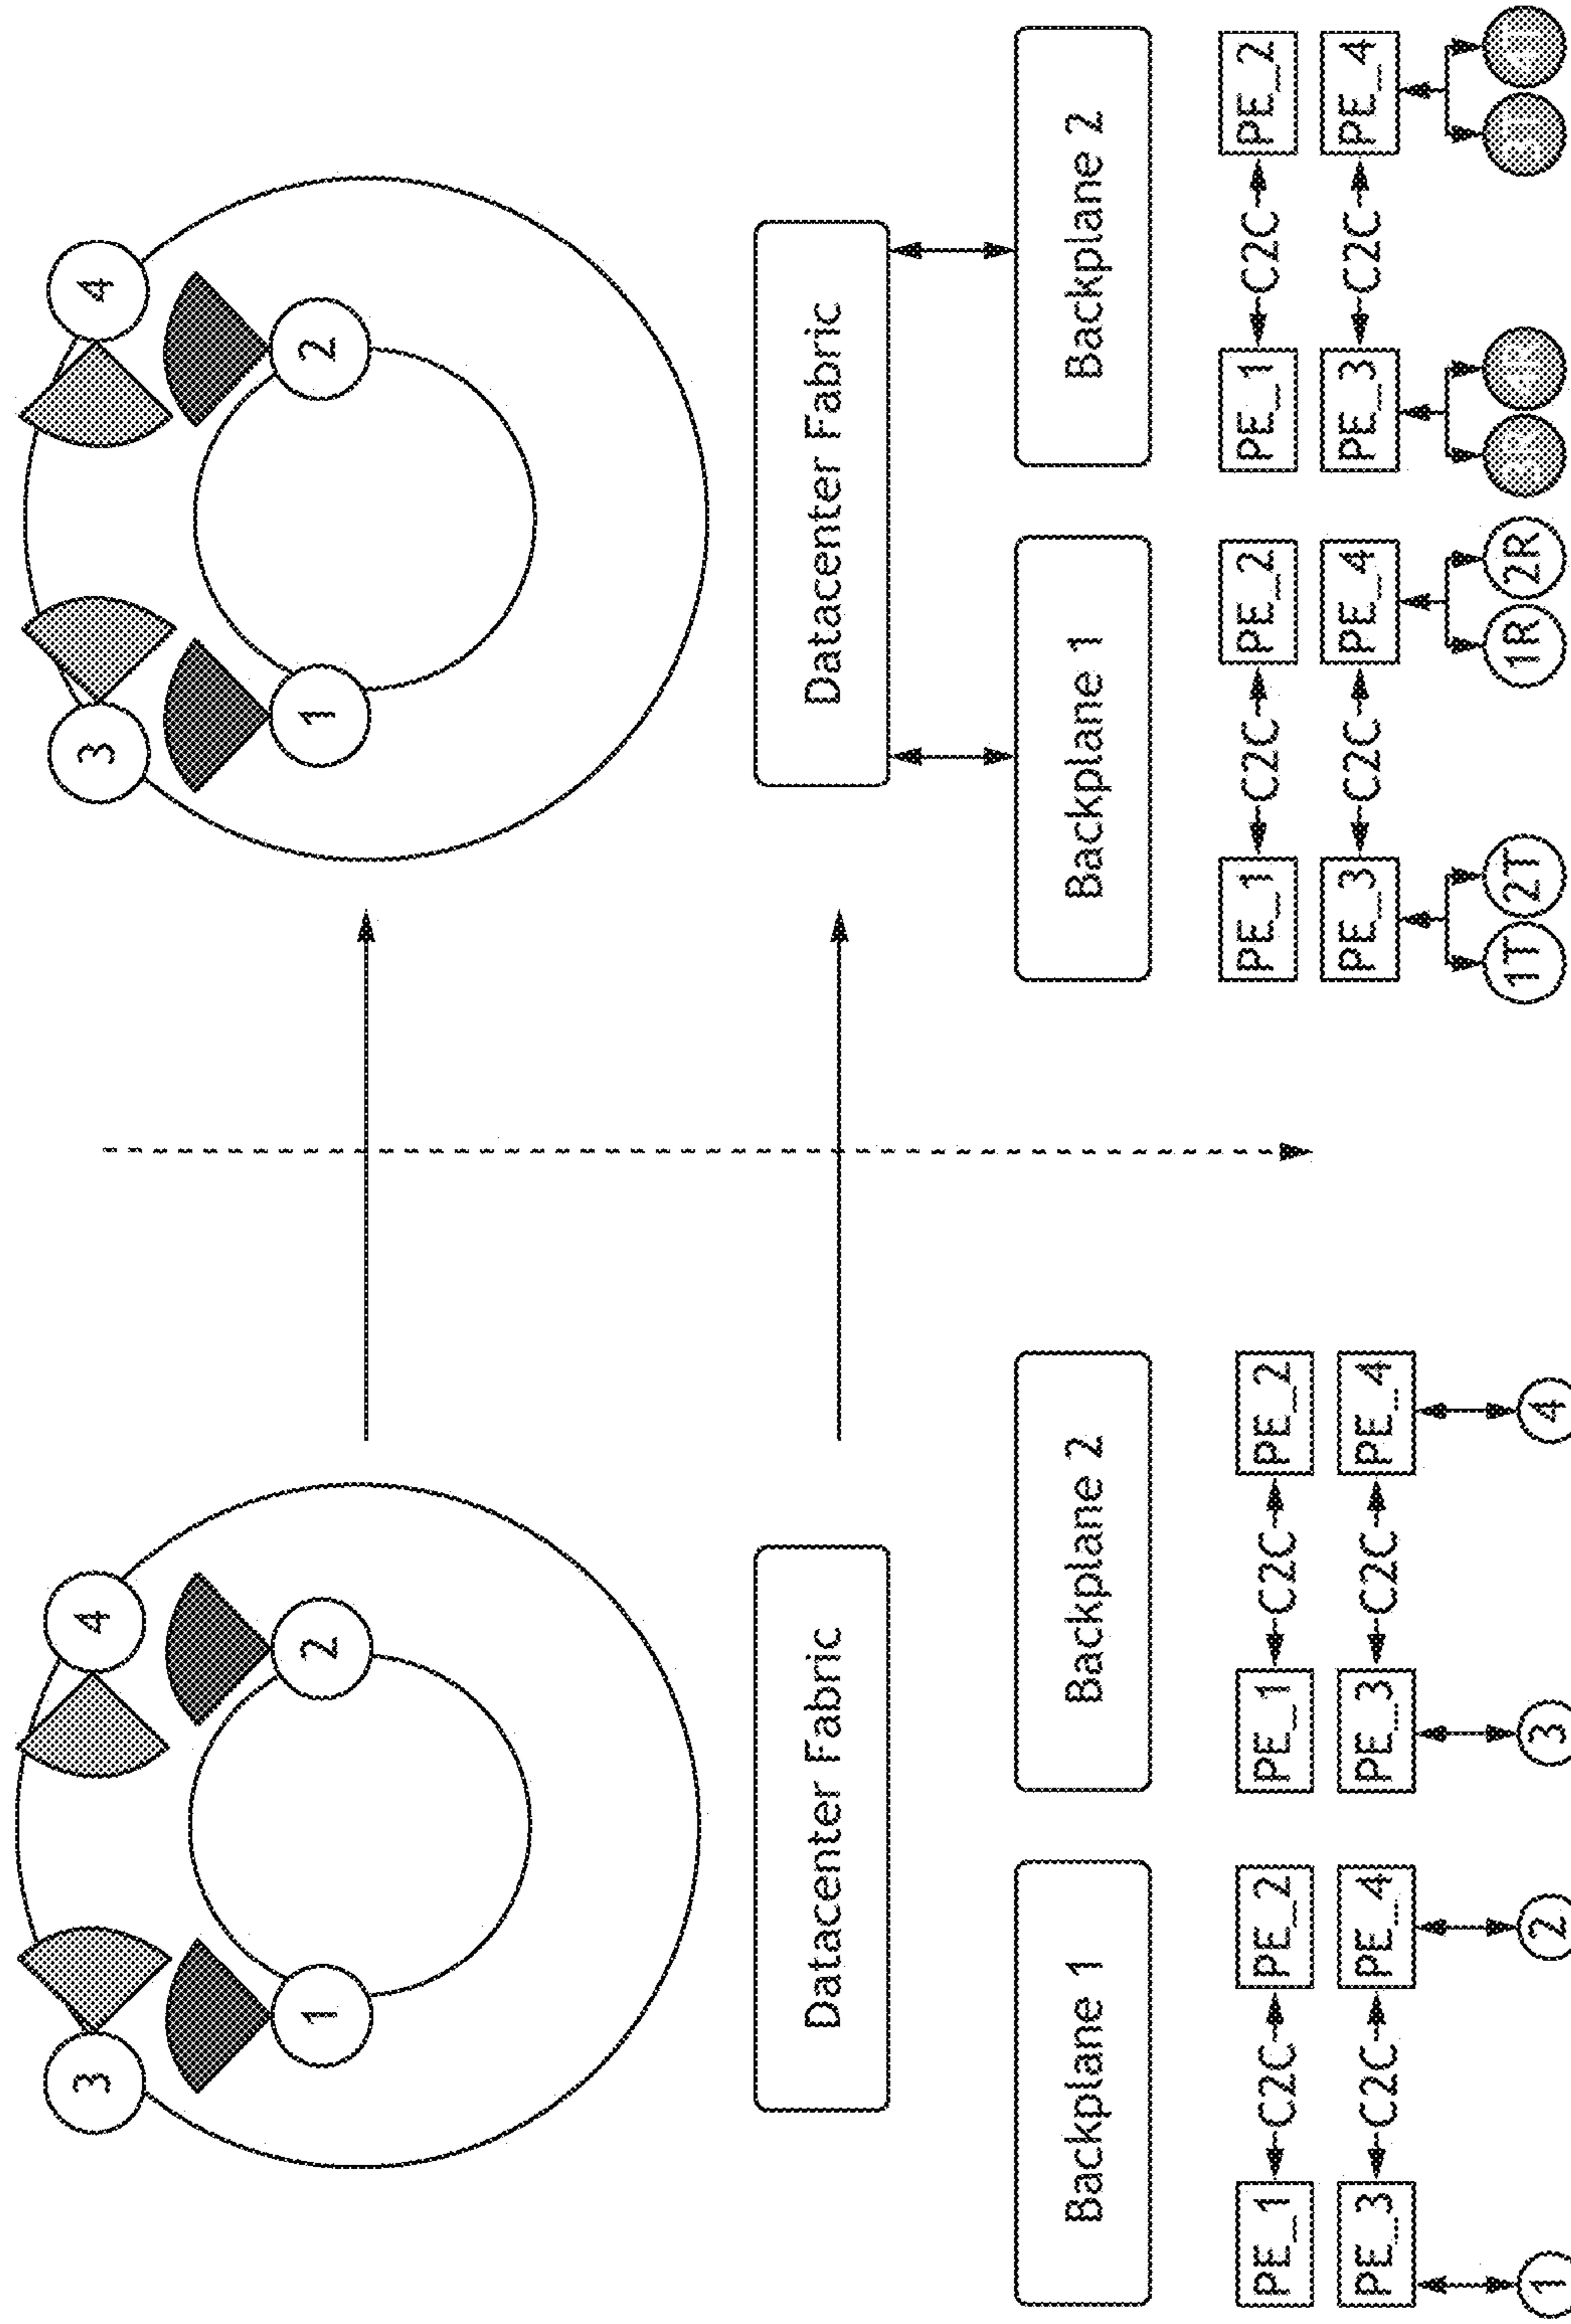 3 4
1 2
Datacenter Fabric
Backplane 1 Backplane 2
PE_1 C2C PE_2 PE_1 C2C PE_2
PE_3 C2C PE_4 PE_3 C2C PE_4
1 2 3 4
3 4
1 2
Datacenter Fabric
Backplane 1 Backplane 2
PE_1 C2C PE_2 PE_1 C2C PE_2
PE_3 C2C PE_4 PE_3 C2C PE_4
1T 2T 1R 2R